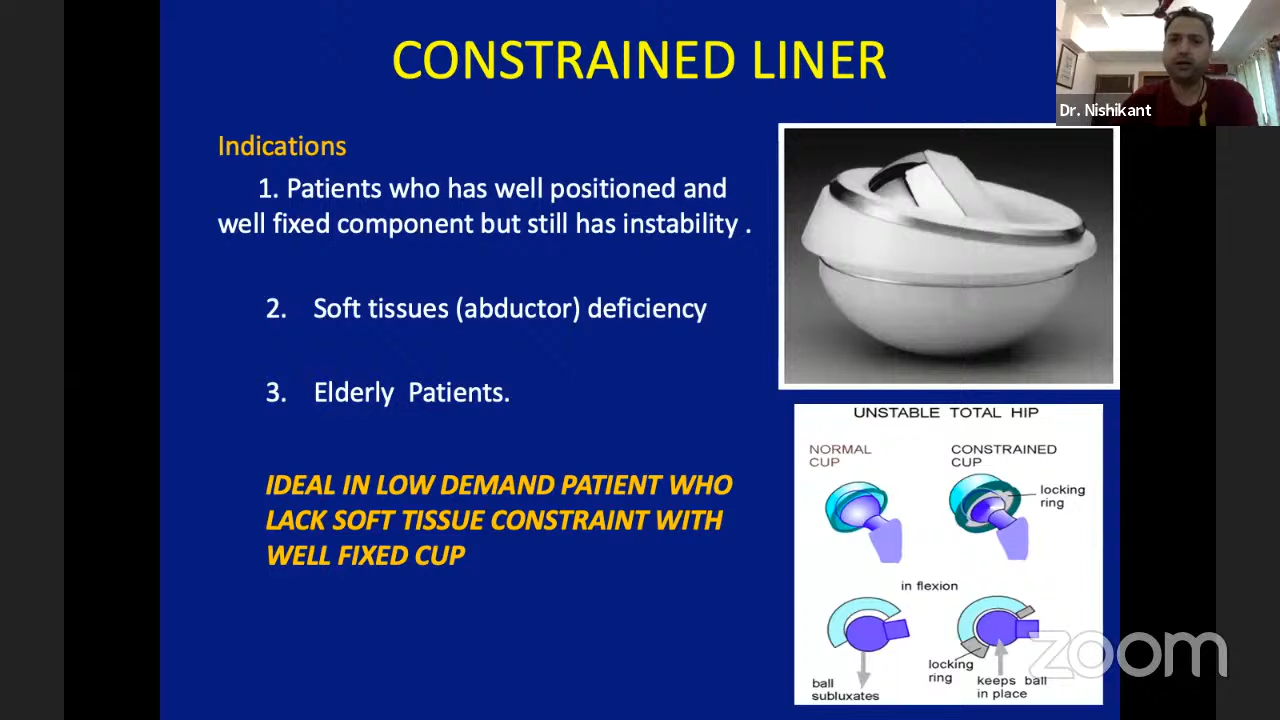 CONSTRAINED LINER
Dr. Nishikant
Indications
1. Patients who has well positioned and
well fixed component but still has instability .
2. Soft tissues (abductor) deficiency
3. Elderly Patients.
IDEAL IN LOW DEMAND PATIENT WHO
LACK SOFT TISSUE CONSTRAINT WITH
WELL FIXED CUP
UNSTABLE TOTAL HIP
NORMAL
CUP
CONSTRAINED
CUP
locking
ring
in flexion
ball
subluxates
locking
ring
keeps ball
in place
zoom